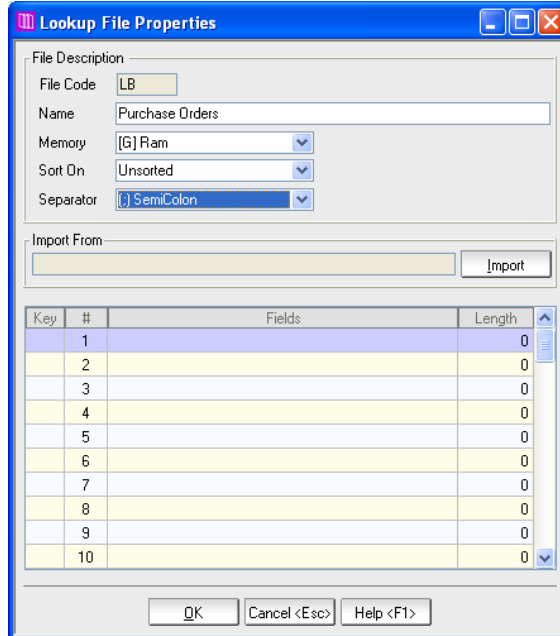 Lookup File Properties
File Description
File Code LB
Name Purchase Orders
Memory [G] Ram
Sort On Unsorted
Separator (;) SemiColon
Import From
Import
Key # Fields Length
1 0
2 0
3 0
4 0
5 0
6 0
7 0
8 0
9 0
10 0
OK Cancel <Esc> Help <F1>